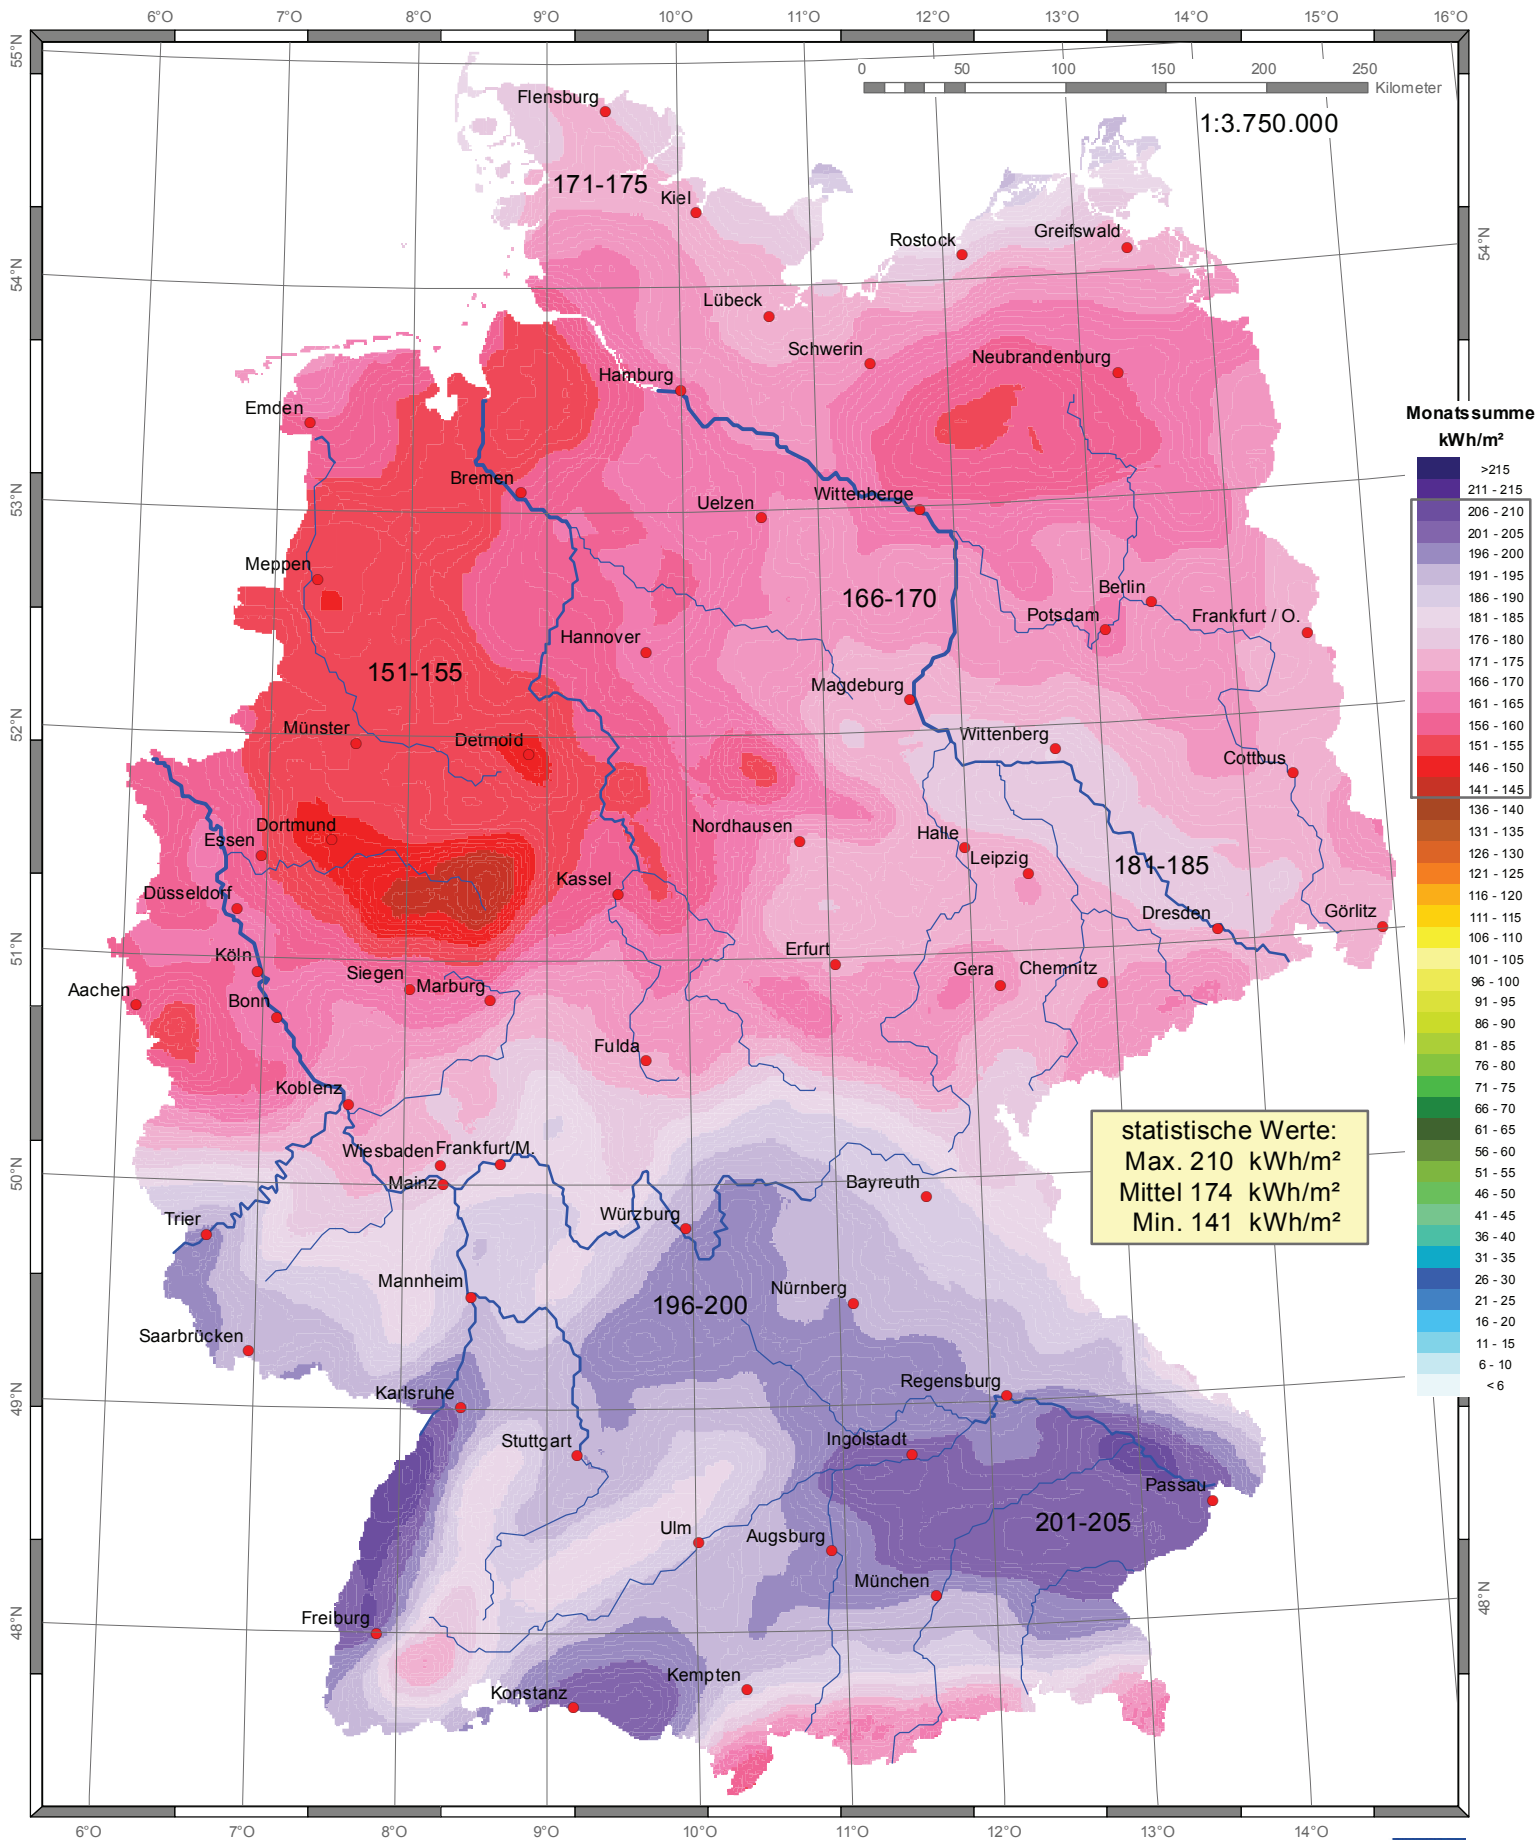 6°O 7°O 8°O 9°O 10°O 11°O 12°O 13°O 14°O 15°O 16°O
55°N
0 50 100 150 200 250
Kilometer
1:3.750.000
Flensburg
171-175
Kiel
Rostock
Greifswald
54°N
54°N
Lübeck
Schwerin
Neubrandenburg
Hamburg
Emden
Bremen
53°N
Uelzen
Wittenberge
Meppen
166-170
Berlin
Potsdam
Frankfurt / O.
Hannover
151-155
Magdeburg
52°N
Münster
Detmold
Wittenberg
Cottbus
Dortmund
Essen
Nordhausen
Halle
Leipzig
181-185
Düsseldorf
Kassel
Dresden
Görlitz
51°N
Köln
Siegen
Marburg
Erfurt
Gera
Chemnitz
Aachen
Bonn
Fulda
Koblenz
50°N
Wiesbaden
Frankfurt/M.
Mainz
Bayreuth
Trier
Würzburg
Mannheim
Nürnberg
196-200
Saarbrücken
49°N
Karlsruhe
Regensburg
Stuttgart
Ingolstadt
Passau
Ulm
Augsburg
201-205
München
48°N
48°N
Freiburg
Kempten
Konstanz
6°O 7°O 8°O 9°O 10°O 11°O 12°O 13°O 14°O
Monatssumme
kWh/m²
>215
211 - 215
206 - 210
201 - 205
196 - 200
191 - 195
186 - 190
181 - 185
176 - 180
171 - 175
166 - 170
161 - 165
156 - 160
151 - 155
146 - 150
141 - 145
136 - 140
131 - 135
126 - 130
121 - 125
116 - 120
111 - 115
106 - 110
101 - 105
96 - 100
91 - 95
86 - 90
81 - 85
76 - 80
71 - 75
66 - 70
61 - 65
56 - 60
51 - 55
46 - 50
41 - 45
36 - 40
31 - 35
26 - 30
21 - 25
16 - 20
11 - 15
6 - 10
< 6
statistische Werte:
Max. 210 kWh/m²
Mittel 174 kWh/m²
Min. 141 kWh/m²